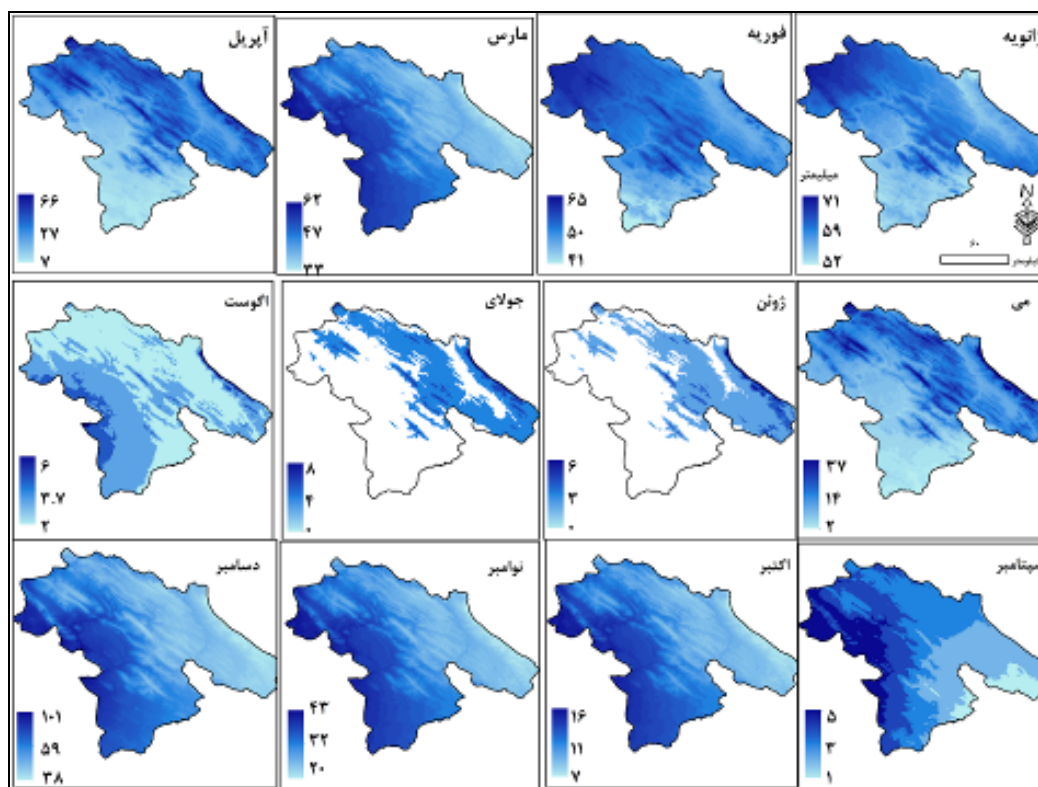 ژانویه
میلیمتر
۷۱
۵۹
۵۲
N
۶۰
کیلومتر
فوریه
۶۵
۵۰
۴۱
مارس
۶۲
۴۷
۳۳
آپریل
۶۶
۲۷
۷
می
۳۷
۱۴
۲
ژوئن
۶
۳
۰
جولای
۸
۴
۰
اگوست
۶
۳.۷
۲
سپتامبر
۵
۳
۱
اکتبر
۱۶
۱۱
۷
نوامبر
۴۳
۳۲
۲۰
دسامبر
۱۰۱
۵۹
۳۸